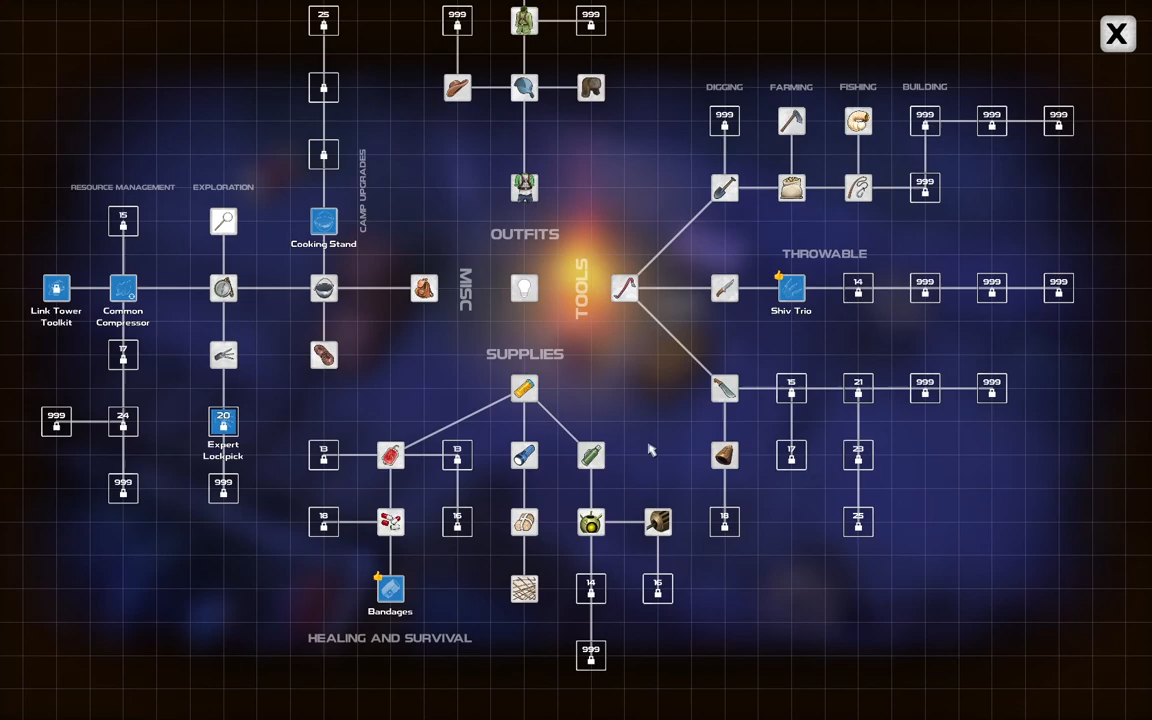 25
999
999
X
DIGGING
FARMING
FISHING
BUILDING
999
999
999
999
CAMP UPGRADES
RESOURCE MANAGEMENT
EXPLORATION
999
15
OUTFITS
Cooking Stand
THROWABLE
MISC
TOOLS
14
999
999
999
Link Tower
Toolkit
Common
Compressor
Shiv Trio
17
SUPPLIES
15
21
999
999
999
24
20
Expert
Lockpick
13
13
17
23
999
999
18
16
18
25
14
16
Bandages
HEALING AND SURVIVAL
999